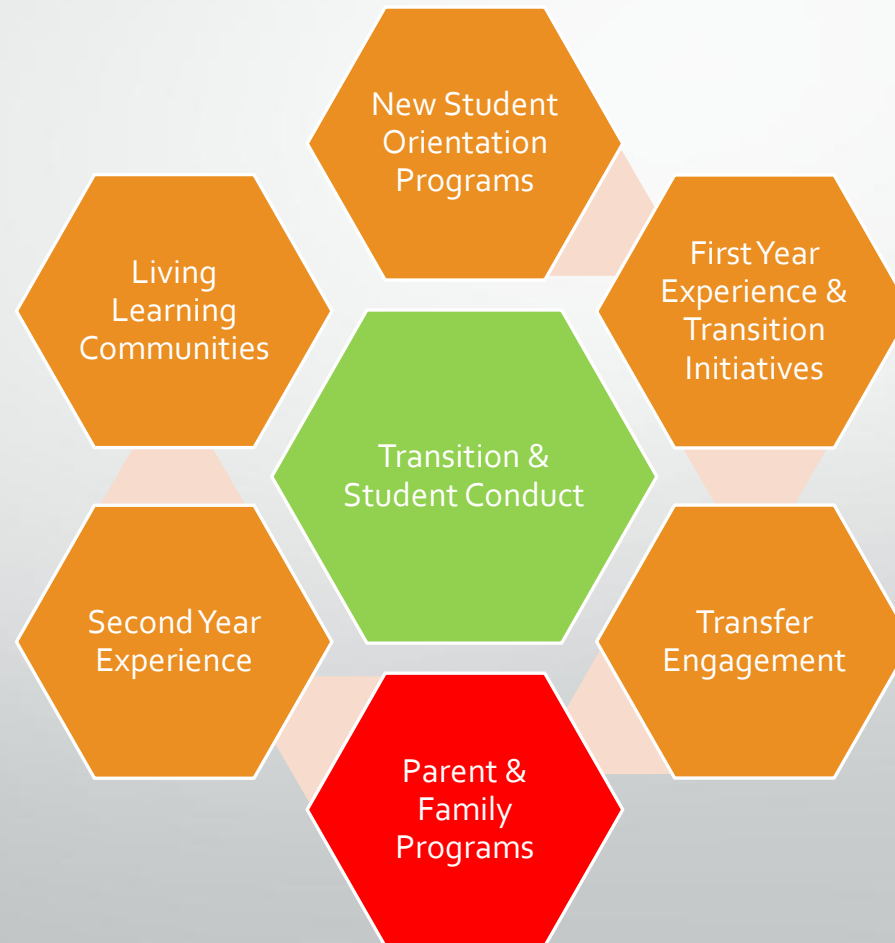 New Student
Orientation
Programs
First Year
Experience &
Transition
Initiatives
Living
Learning
Communities
Transition &
Student Conduct
Second Year
Experience
Transfer
Engagement
Parent &
Family
Programs